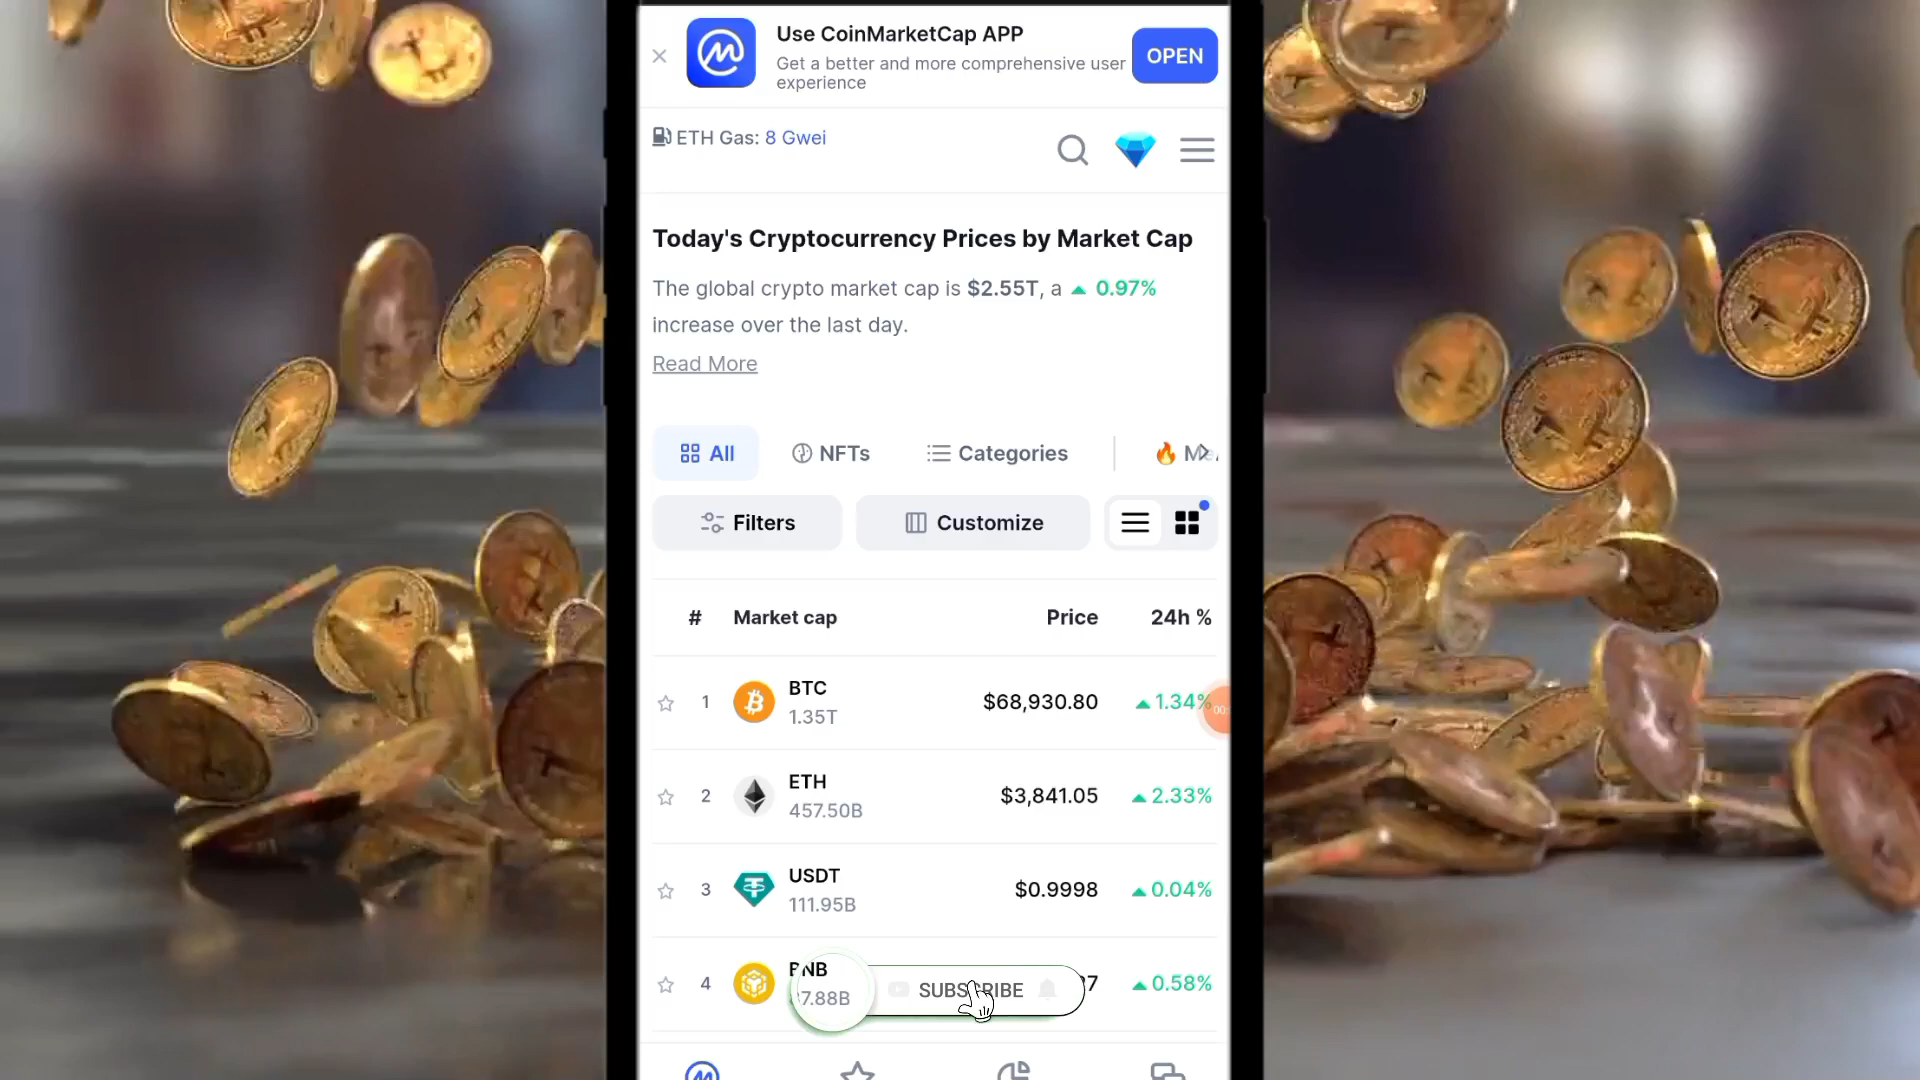 Use CoinMarketCap APP
Get a better and more comprehensive user
experience
OPEN
ETH Gas: 8 Gwei
Today's Cryptocurrency Prices by Market Cap
The global crypto market cap is $2.55T, a 0.97%
increase over the last day.
Read More
All NFTs Categories
Filters Customize
# Market cap Price 24h %
1 BTC $68,930.80 1.34%
1.35T
2 ETH $3,841.05 2.33%
457.50B
3 USDT $0.9998 0.04%
111.95B
4 BNB 0.58%
SUBSCRIBE